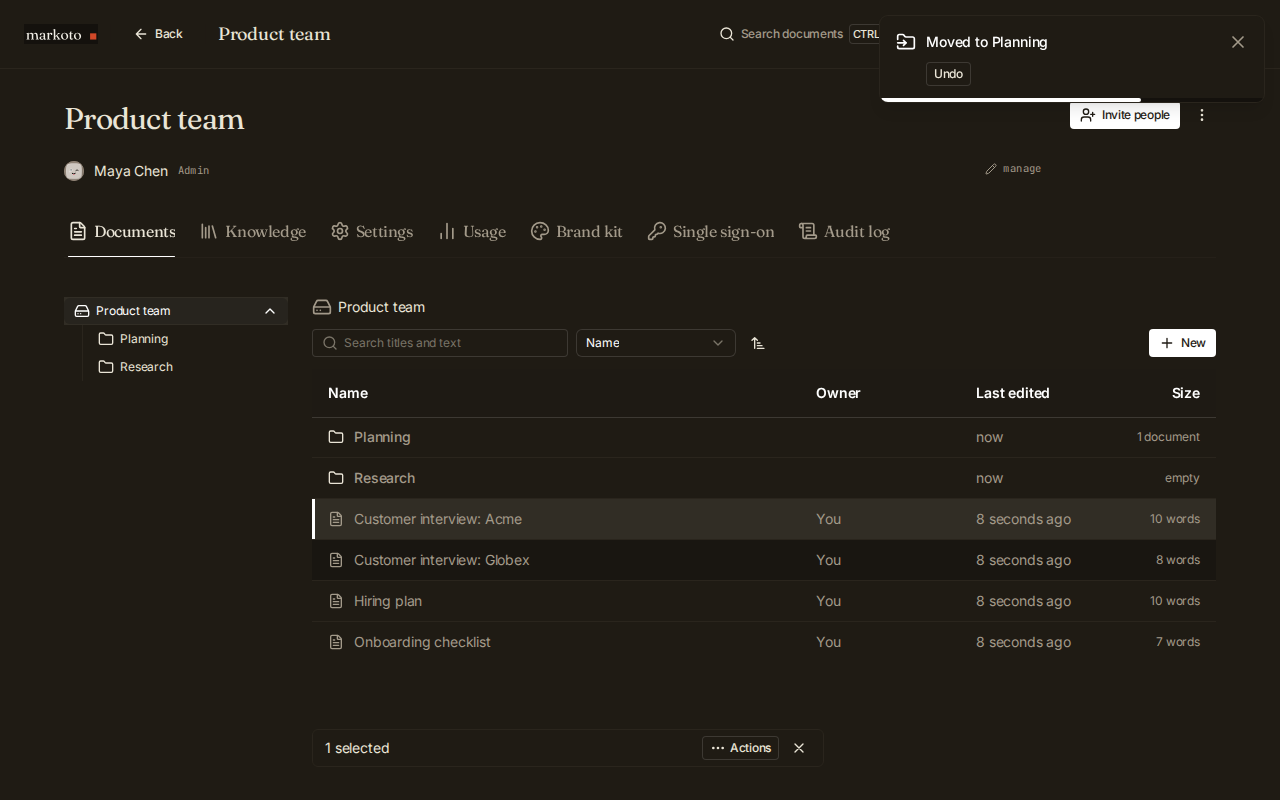 markoto
Back
Product team
Search documents
CTRL
Moved to Planning
Undo
Product team
Invite people
Maya Chen
Admin
manage
Documents
Knowledge
Settings
Usage
Brand kit
Single sign-on
Audit log
Product team
Planning
Research
Product team
Search titles and text
Name
New
Name Owner Last edited Size
Planning now 1 document
Research now empty
Customer interview: Acme You 8 seconds ago 10 words
Customer interview: Globex You 8 seconds ago 8 words
Hiring plan You 8 seconds ago 10 words
Onboarding checklist You 8 seconds ago 7 words
1 selected
Actions